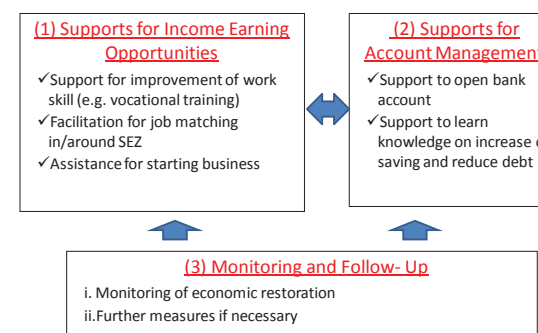 (1) Supports for Income Earning
Opportunities
✓Support for improvement of work
skill (e.g. vocational training)
✓Facilitation for job matching
in/around SEZ
✓Assistance for starting business
(2) Supports for
Account Management
✓Support to open bank
account
✓Support to learn
knowledge on increase
saving and reduce debt
(3) Monitoring and Follow- Up
i. Monitoring of economic restoration
ii.Further measures if necessary